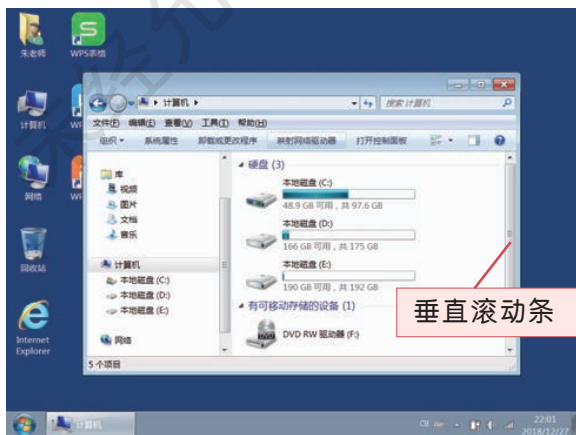 朱老师
WPS表格
计算机
网络
回收站
Internet
Explorer
计算机
搜索 计算机
文件(F) 编辑(E) 查看(V) 工具(T) 帮助(H)
组织 系统属性 卸载或更改程序 映射网络驱动器 打开控制面板
库
视频
图片
文档
音乐
计算机
本地磁盘 (C:)
本地磁盘 (D:)
本地磁盘 (E:)
网络
硬盘 (3)
本地磁盘 (C:)
48.9 GB 可用，共 97.6 GB
本地磁盘 (D:)
166 GB 可用，共 175 GB
本地磁盘 (E:)
190 GB 可用，共 192 GB
有可移动存储的设备 (1)
DVD RW 驱动器 (F:)
5 个项目
垂直滚动条
计算机
CH
22:01
2018/12/27
未经允